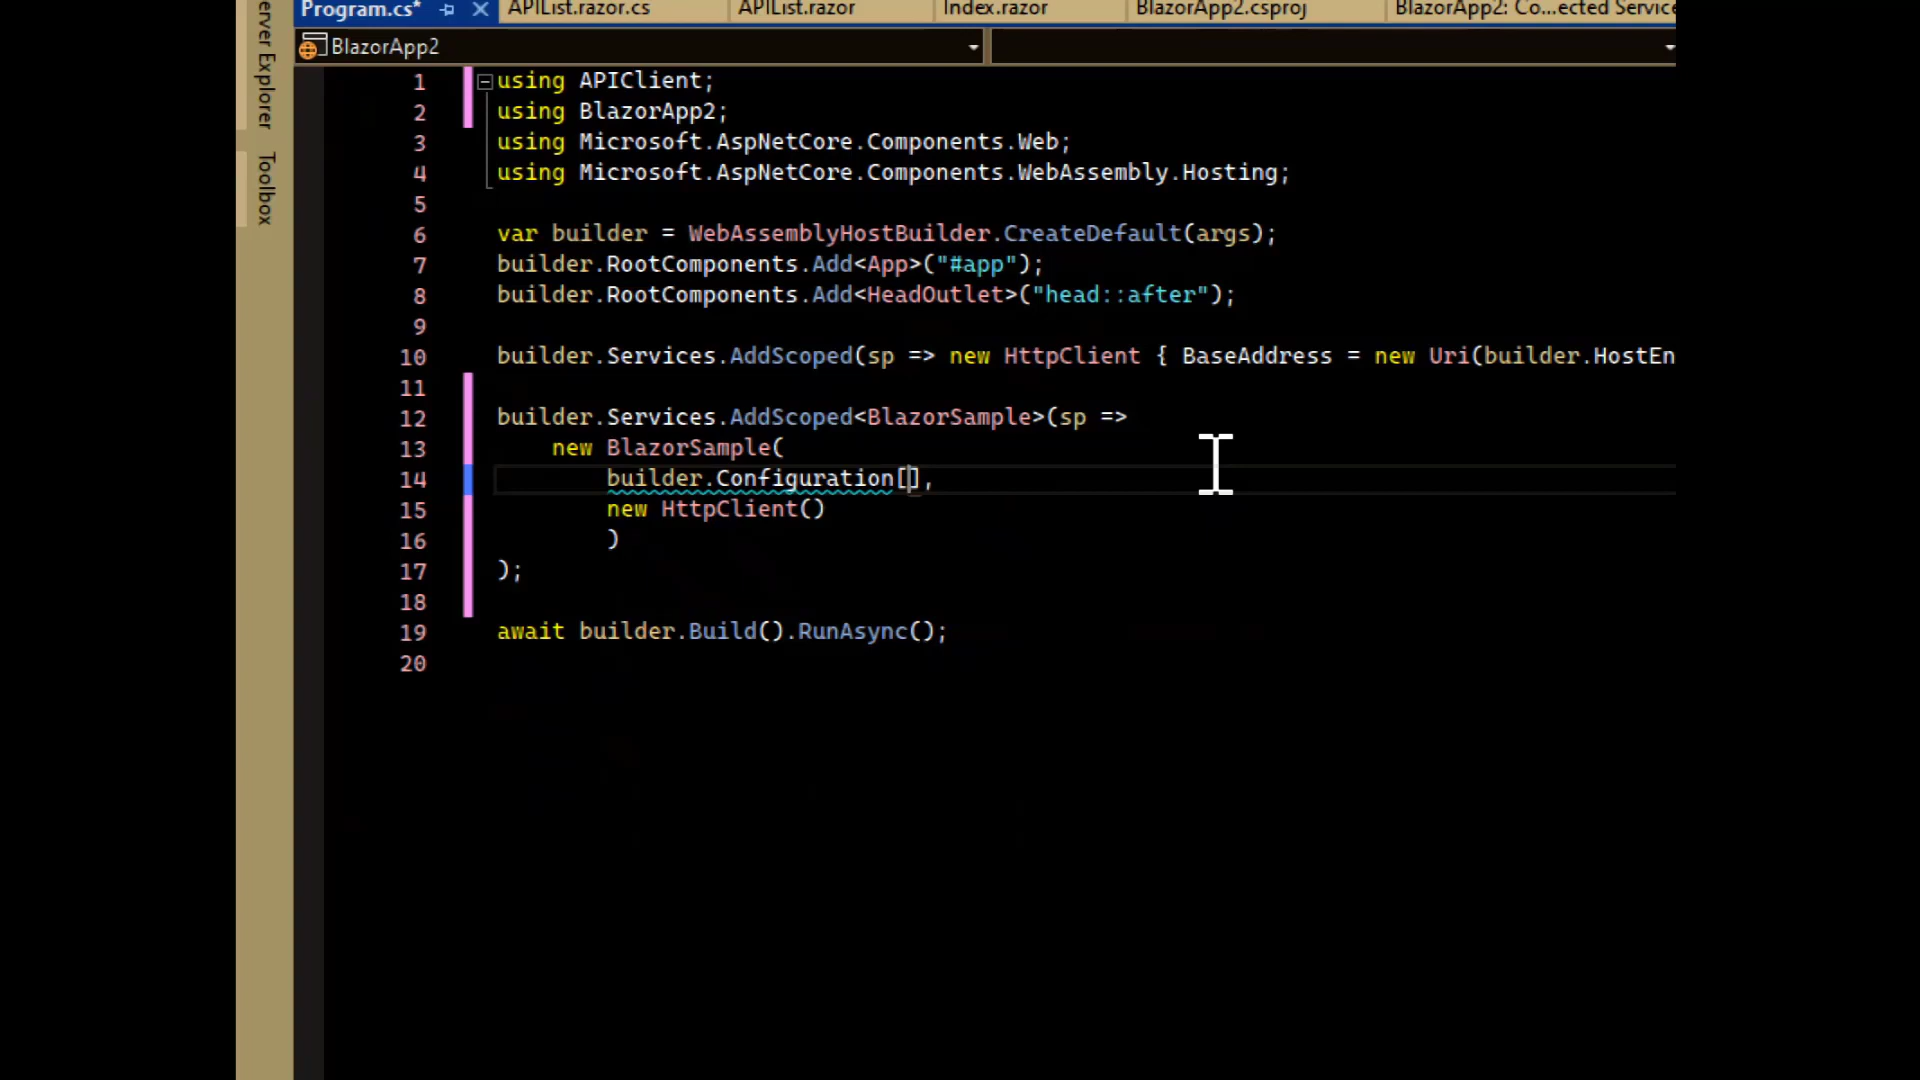 Program.cs*
APIList.razor.cs
APIList.razor
Index.razor
BlazorApp2.csproj
BlazorApp2: Co...ected Service
erver Explorer
Toolbox
BlazorApp2
1 using APIClient;
2 using BlazorApp2;
3 using Microsoft.AspNetCore.Components.Web;
4 using Microsoft.AspNetCore.Components.WebAssembly.Hosting;
5
6 var builder = WebAssemblyHostBuilder.CreateDefault(args);
7 builder.RootComponents.Add<App>("#app");
8 builder.RootComponents.Add<HeadOutlet>("head::after");
9
10 builder.Services.AddScoped(sp => new HttpClient { BaseAddress = new Uri(builder.HostEn
11
12 builder.Services.AddScoped<BlazorSample>(sp =>
13 new BlazorSample(
14 builder.Configuration[],
15 new HttpClient()
16 )
17 );
18
19 await builder.Build().RunAsync();
20